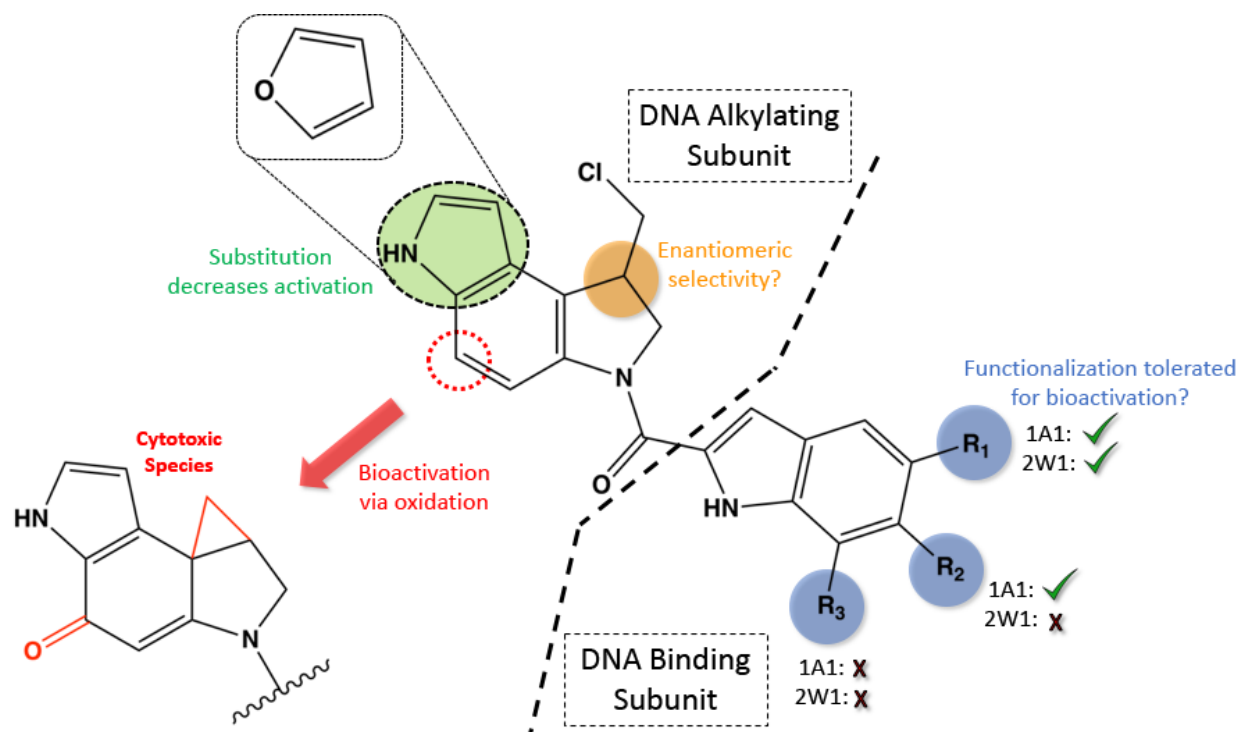 O
DNA Alkylating
Subunit
Cl
HN
Substitution
decreases activation
Enantiomeric
selectivity?
N
Functionalization tolerated
for bioactivation?
1A1: ✓
2W1: ✓
R1
Cytotoxic
Species
Bioactivation
via oxidation
O
HN
HN
R2
1A1: ✓
2W1: X
R3
O
N
DNA Binding
Subunit
1A1: X
2W1: X